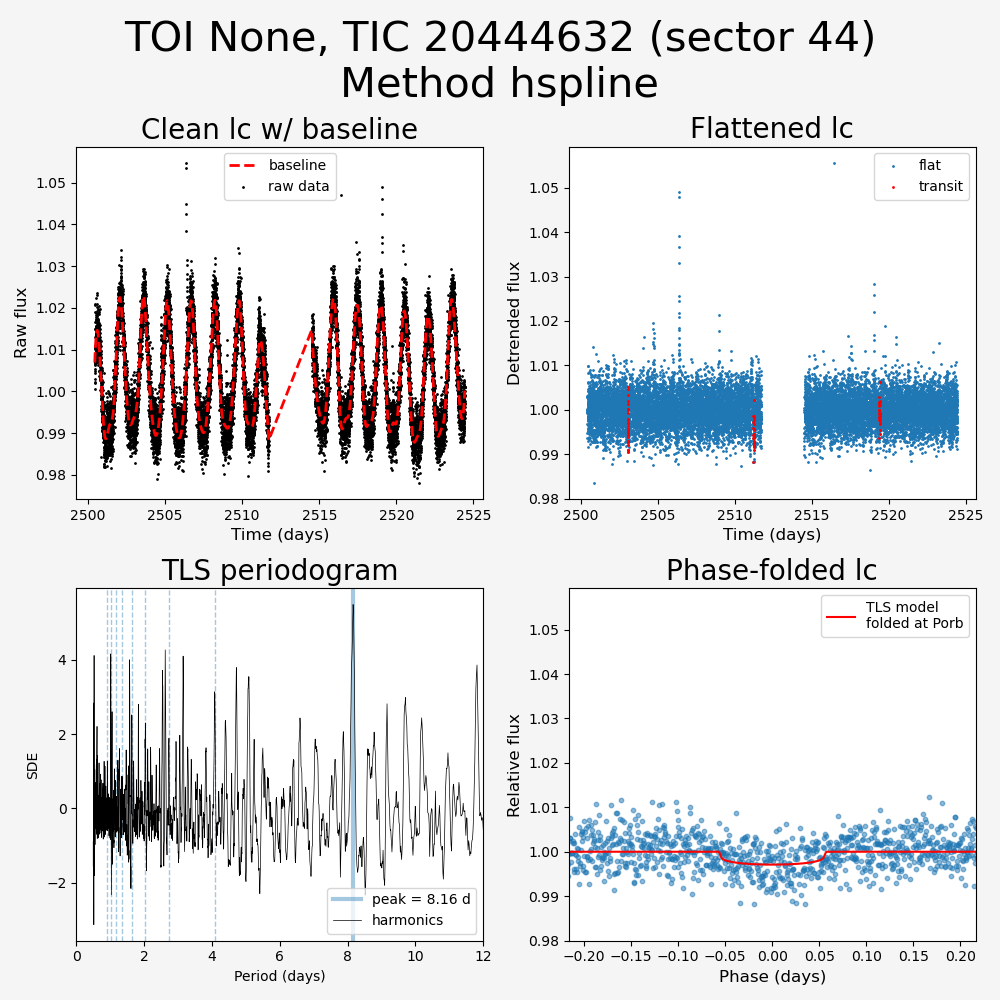 TOI None, TIC 20444632 (sector 44)
Method hspline
Clean lc w/ baseline
Flattened lc
baseline
raw data
flat
transit
Raw flux
1.05
1.04
1.03
1.02
1.01
1.00
0.99
0.98
2500
2505
2510
2515
2520
2525
Time (days)
Detrended flux
1.05
1.04
1.03
1.02
1.01
1.00
0.99
0.98
2500
2505
2510
2515
2520
2525
Time (days)
TLS periodogram
Phase-folded lc
SDE
4
2
0
−2
0
2
4
6
8
10
12
Period (days)
peak = 8.16 d
harmonics
TLS model
folded at Porb
Relative flux
1.05
1.04
1.03
1.02
1.01
1.00
0.99
0.98
−0.20
−0.15
−0.10
−0.05
0.00
0.05
0.10
0.15
0.20
Phase (days)